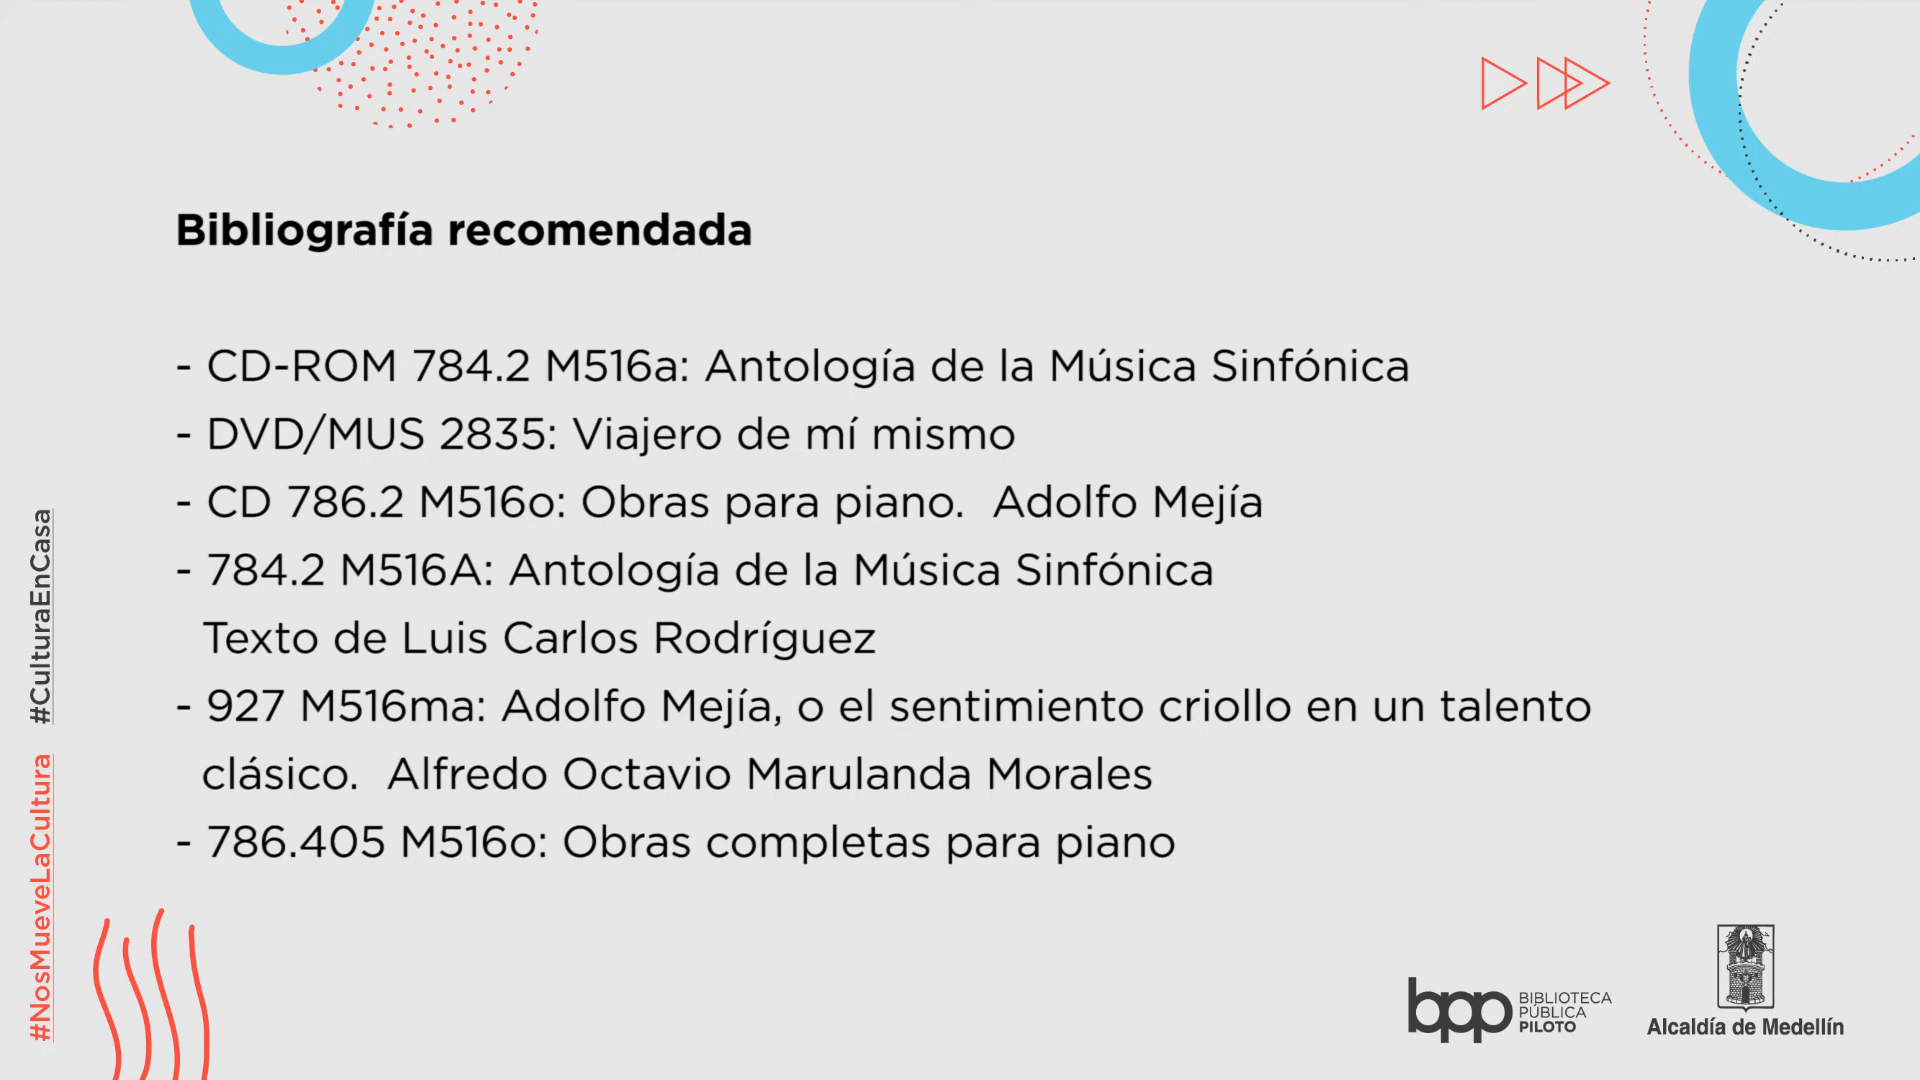 Bibliografía recomendada
- CD-ROM 784.2 M516a: Antología de la Música Sinfónica
- DVD/MUS 2835: Viajero de mí mismo
- CD 786.2 M516o: Obras para piano.  Adolfo Mejía
- 784.2 M516A: Antología de la Música Sinfónica
Texto de Luis Carlos Rodríguez
- 927 M516ma: Adolfo Mejía, o el sentimiento criollo en un talento
clásico.  Alfredo Octavio Marulanda Morales
- 786.405 M516o: Obras completas para piano
#NosMueveLaCultura #CulturaEnCasa
bpp
BIBLIOTECA
PÚBLICA
PILOTO
Alcaldía de Medellín